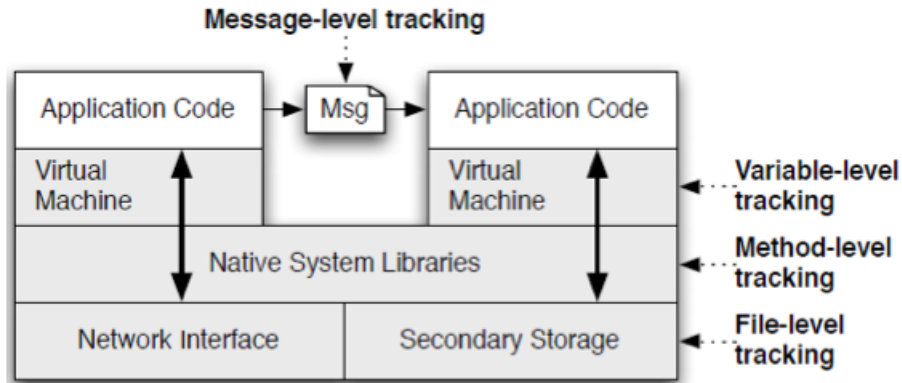 Message-level tracking
Application Code
Msg
Application Code
Virtual
Machine
Virtual
Machine
Variable-level
tracking
Native System Libraries
Method-level
tracking
Network Interface
Secondary Storage
File-level
tracking